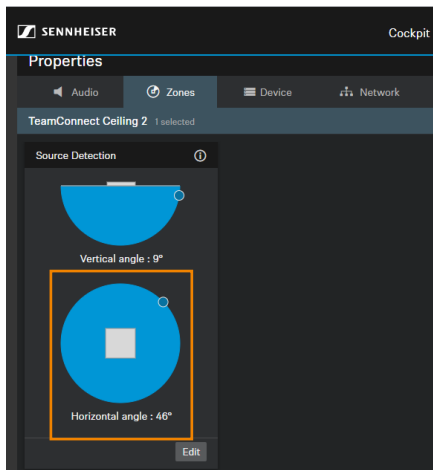 SENNHEISER
Cockpit
Properties
Audio Zones Device Network
TeamConnect Ceiling 2 1 selected
Source Detection
Vertical angle : 9°
Horizontal angle : 46°
Edit